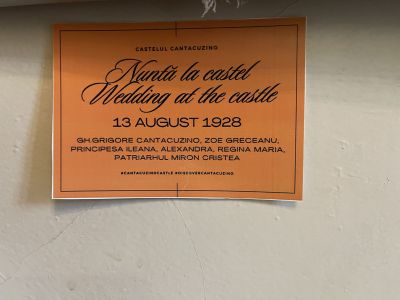 CASTELUL CANTACUZINO
Nuntă la castel
Wedding at the castle
13 AUGUST 1928
GH.GRIGORE CANTACUZINO, ZOE GRECEANU,
PRINCIPESA ILEANA, ALEXANDRA, REGINA MARIA,
PATRIARHUL MIRON CRISTEA
#CANTACUZINOCASTLE #DISCOVERCANTACUZINO